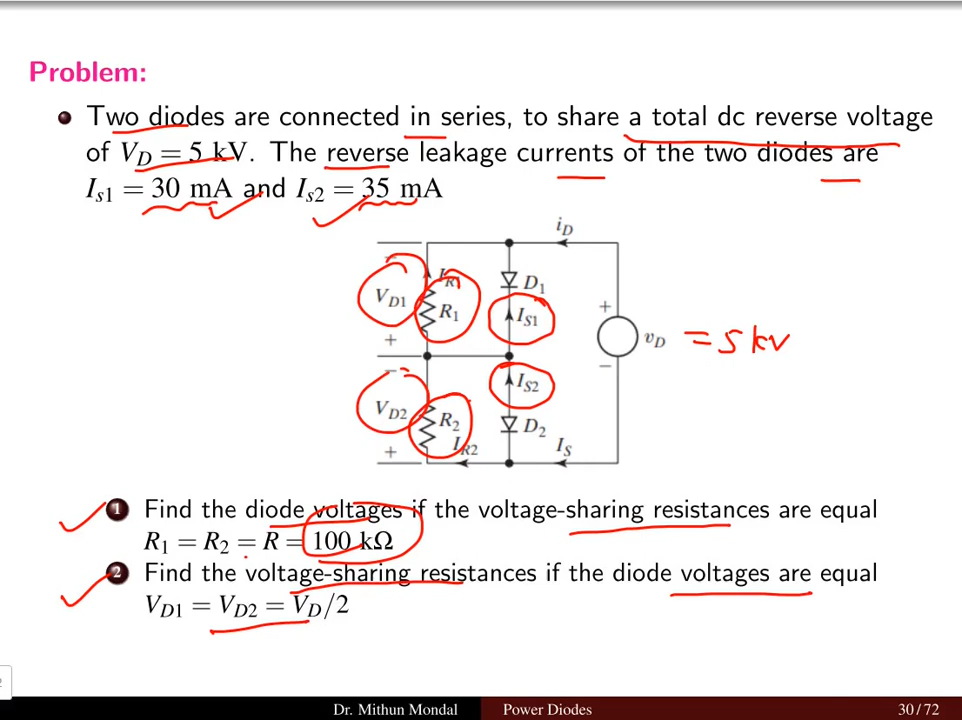 Problem:
Two diodes are connected in series, to share a total dc reverse voltage
of V_D = 5 kV. The reverse leakage currents of the two diodes are
I_s1 = 30 mA and I_s2 = 35 mA
i_D
I_R1
V_D1
R_1
D_1
I_S1
+
+
v_D = 5 kV
−
−
V_D2
R_2
I_R2
+
I_S2
D_2
I_S
1 Find the diode voltages if the voltage-sharing resistances are equal
R_1 = R_2 = R = 100 kΩ
2 Find the voltage-sharing resistances if the diode voltages are equal
V_D1 = V_D2 = V_D/2
Dr. Mithun Mondal
Power Diodes
30 / 72